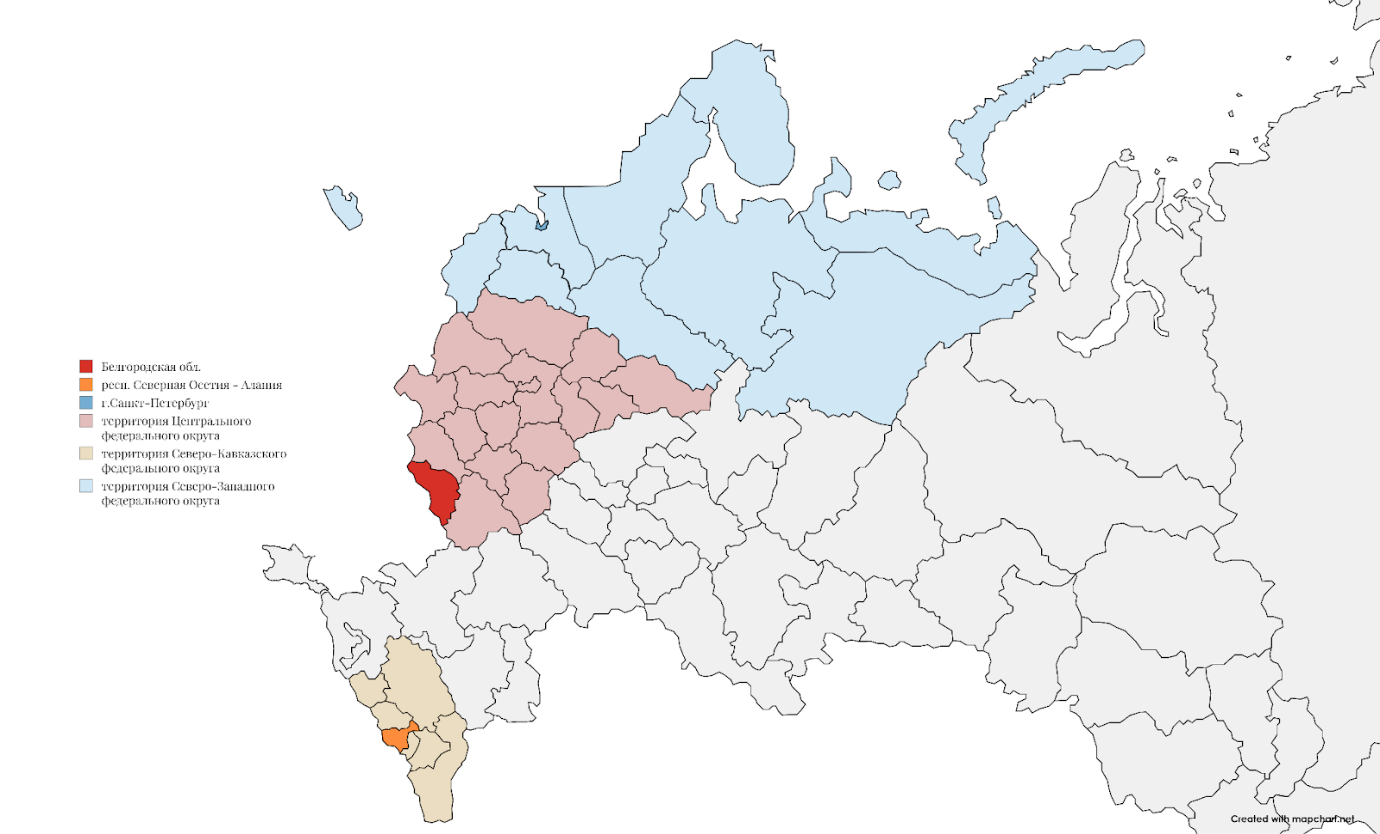 Белгородская обл.
респ. Северная Осетия - Алания
г.Санкт-Петербург
территория Центрального
федерального округа
территория Северо-Кавказского
федерального округа
территория Северо-Западного
федерального округа
Created with mapchart.net